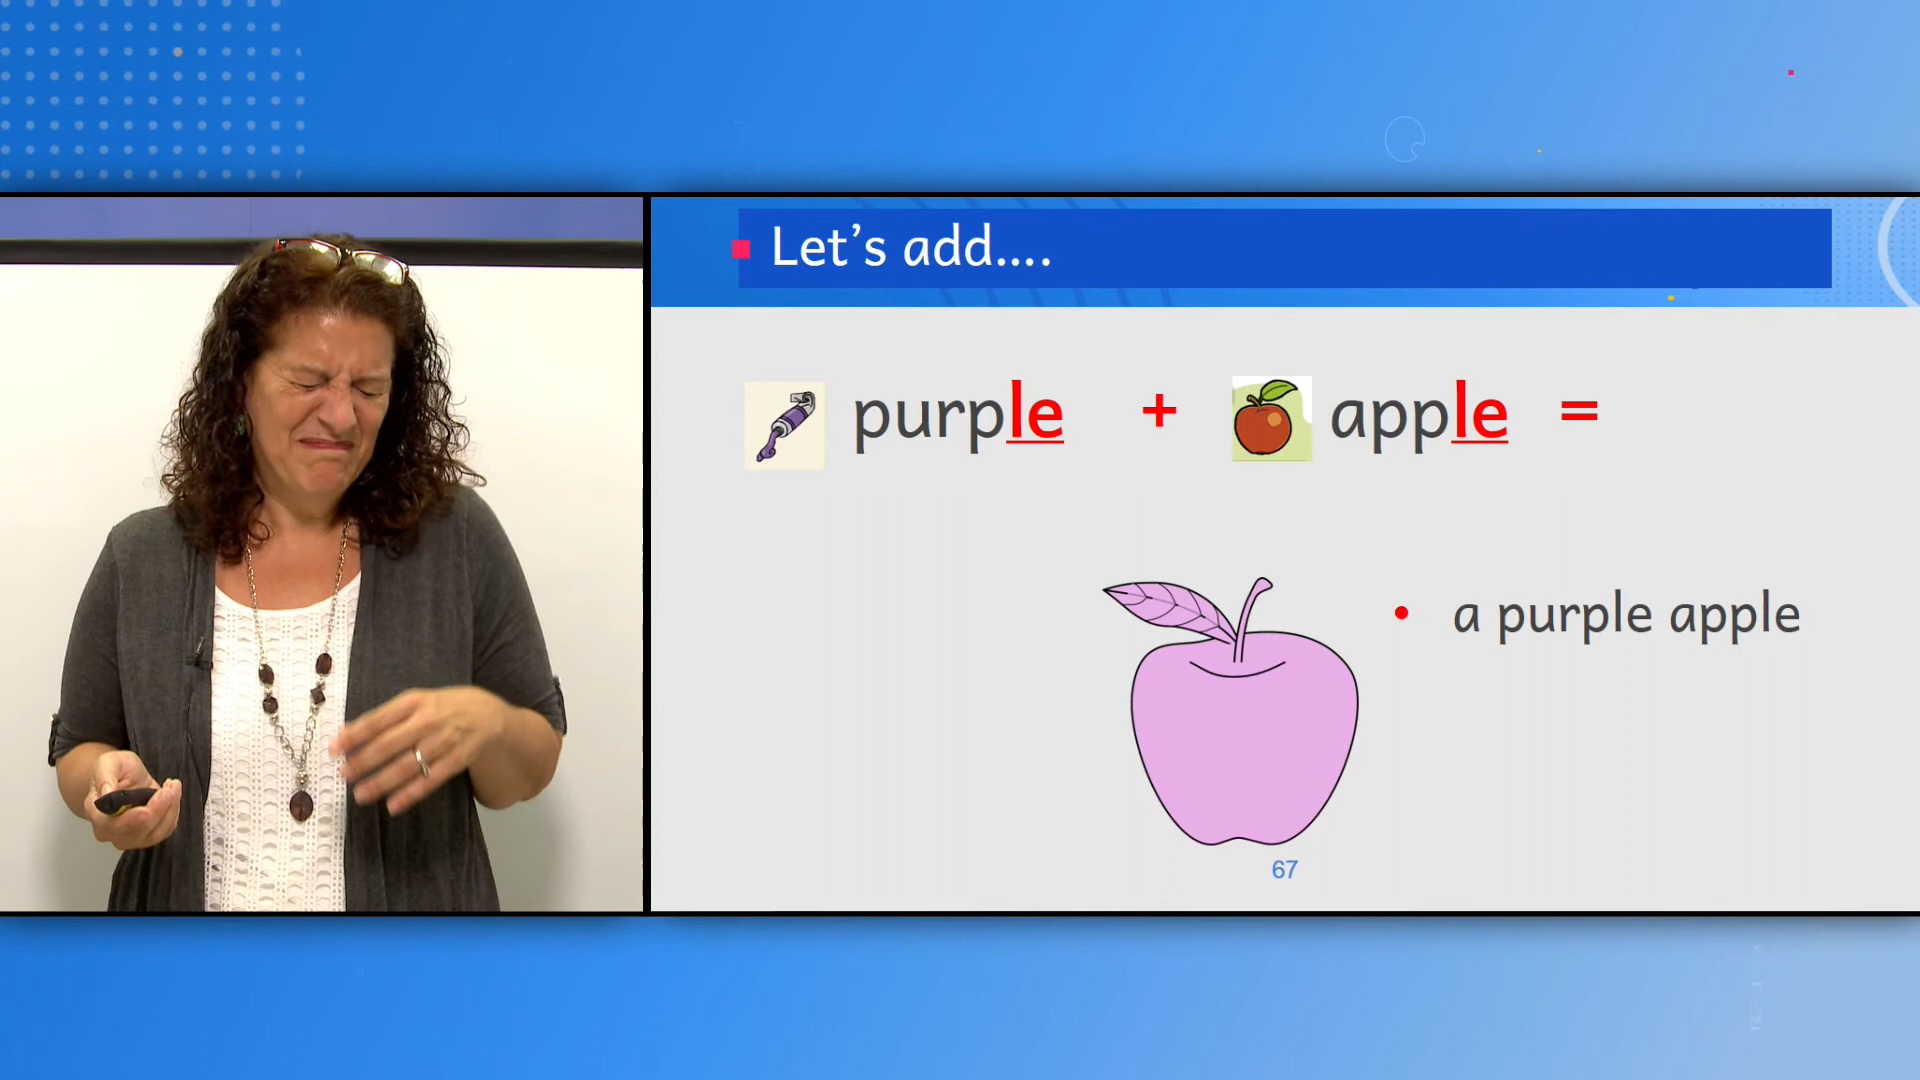 Let’s add....
purple + apple =
• a purple apple
67